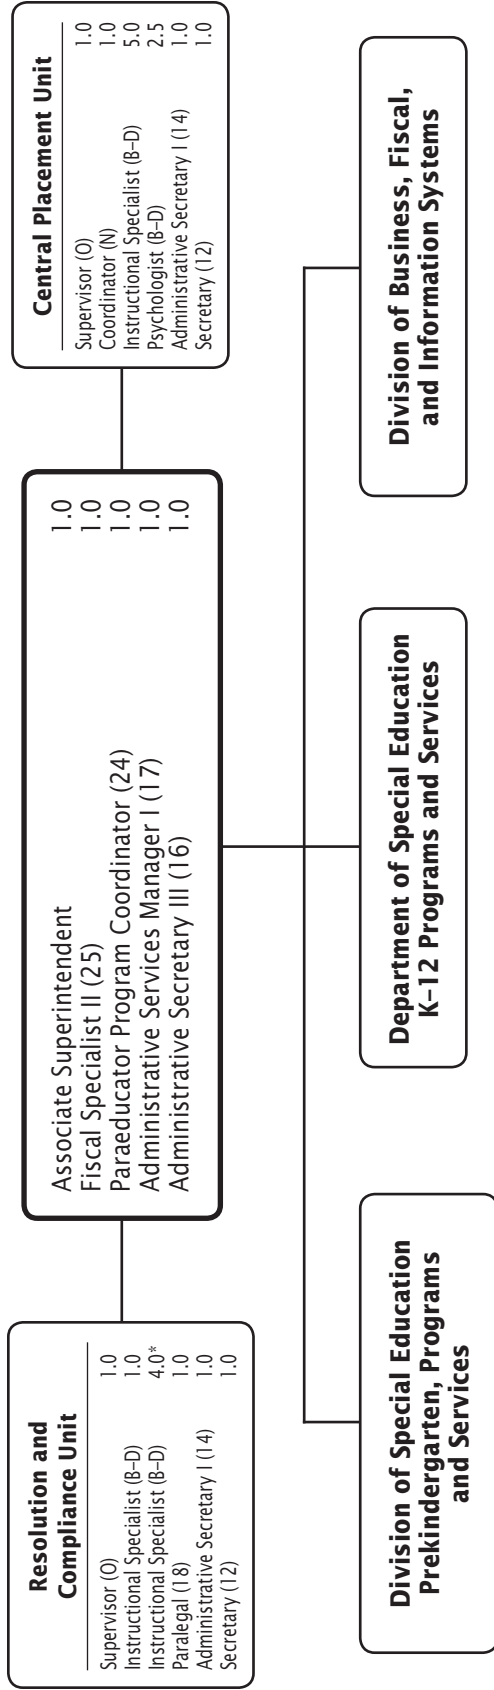 Resolution and
Compliance Unit
Supervisor (O) 1.0
Instructional Specialist (B–D) 1.0
Instructional Specialist (B–D) 4.0*
Paralegal (18) 1.0
Administrative Secretary I (14) 1.0
Secretary (12) 1.0
Associate Superintendent 1.0
Fiscal Specialist II (25) 1.0
Paraeducator Program Coordinator (24) 1.0
Administrative Services Manager I (17) 1.0
Administrative Secretary III (16) 1.0
Central Placement Unit
Supervisor (O) 1.0
Coordinator (N) 1.0
Instructional Specialist (B–D) 5.0
Psychologist (B–D) 2.5
Administrative Secretary I (14) 1.0
Secretary (12) 1.0
Division of Special Education
Prekindergarten, Programs
and Services
Department of Special Education
K–12 Programs and Services
Division of Business, Fiscal,
and Information Systems